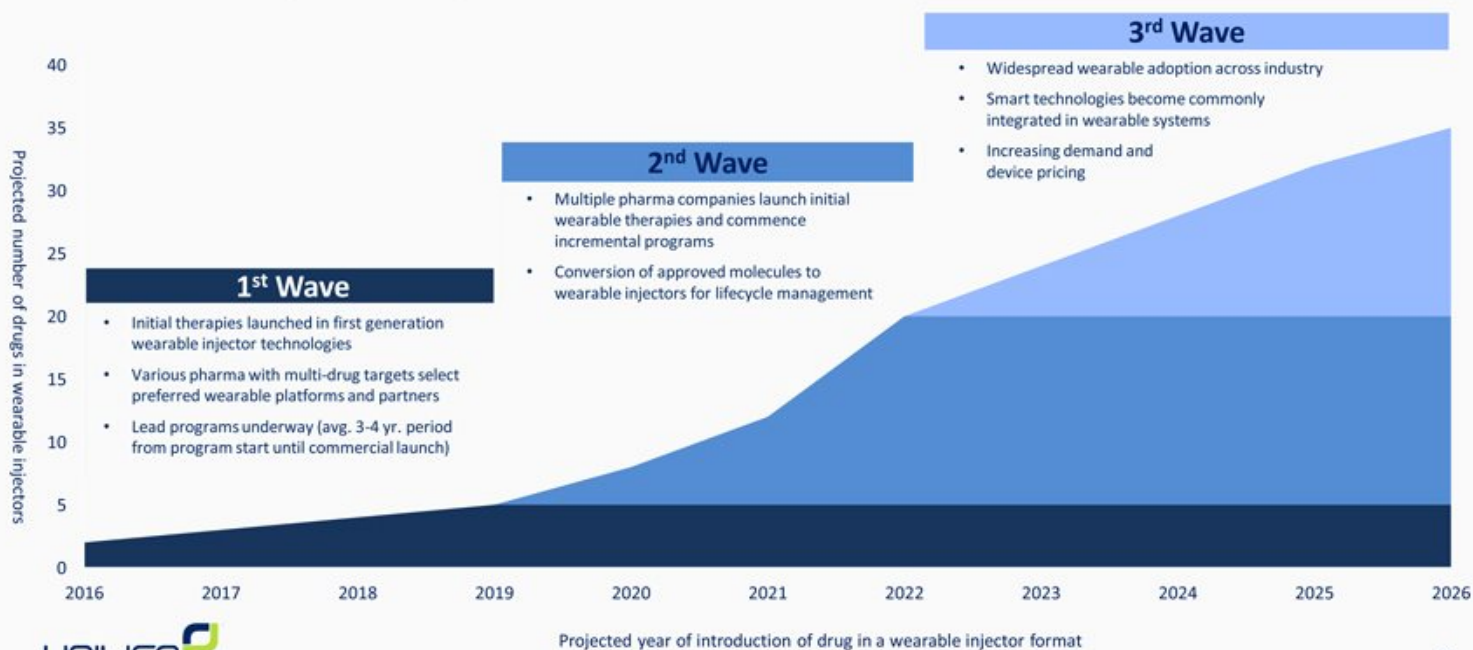 3rd Wave
• Widespread wearable adoption across industry
• Smart technologies become commonly
integrated in wearable systems
• Increasing demand and
device pricing
2nd Wave
• Multiple pharma companies launch initial
wearable therapies and commence
incremental programs
• Conversion of approved molecules to
wearable injectors for lifecycle management
1st Wave
• Initial therapies launched in first generation
wearable injector technologies
• Various pharma with multi-drug targets select
preferred wearable platforms and partners
• Lead programs underway (avg. 3-4 yr. period
from program start until commercial launch)
Projected number of drugs in wearable injectors
40
35
30
25
20
15
10
5
0
2016 2017 2018 2019 2020 2021 2022 2023 2024 2025 2026
Projected year of introduction of drug in a wearable injector format